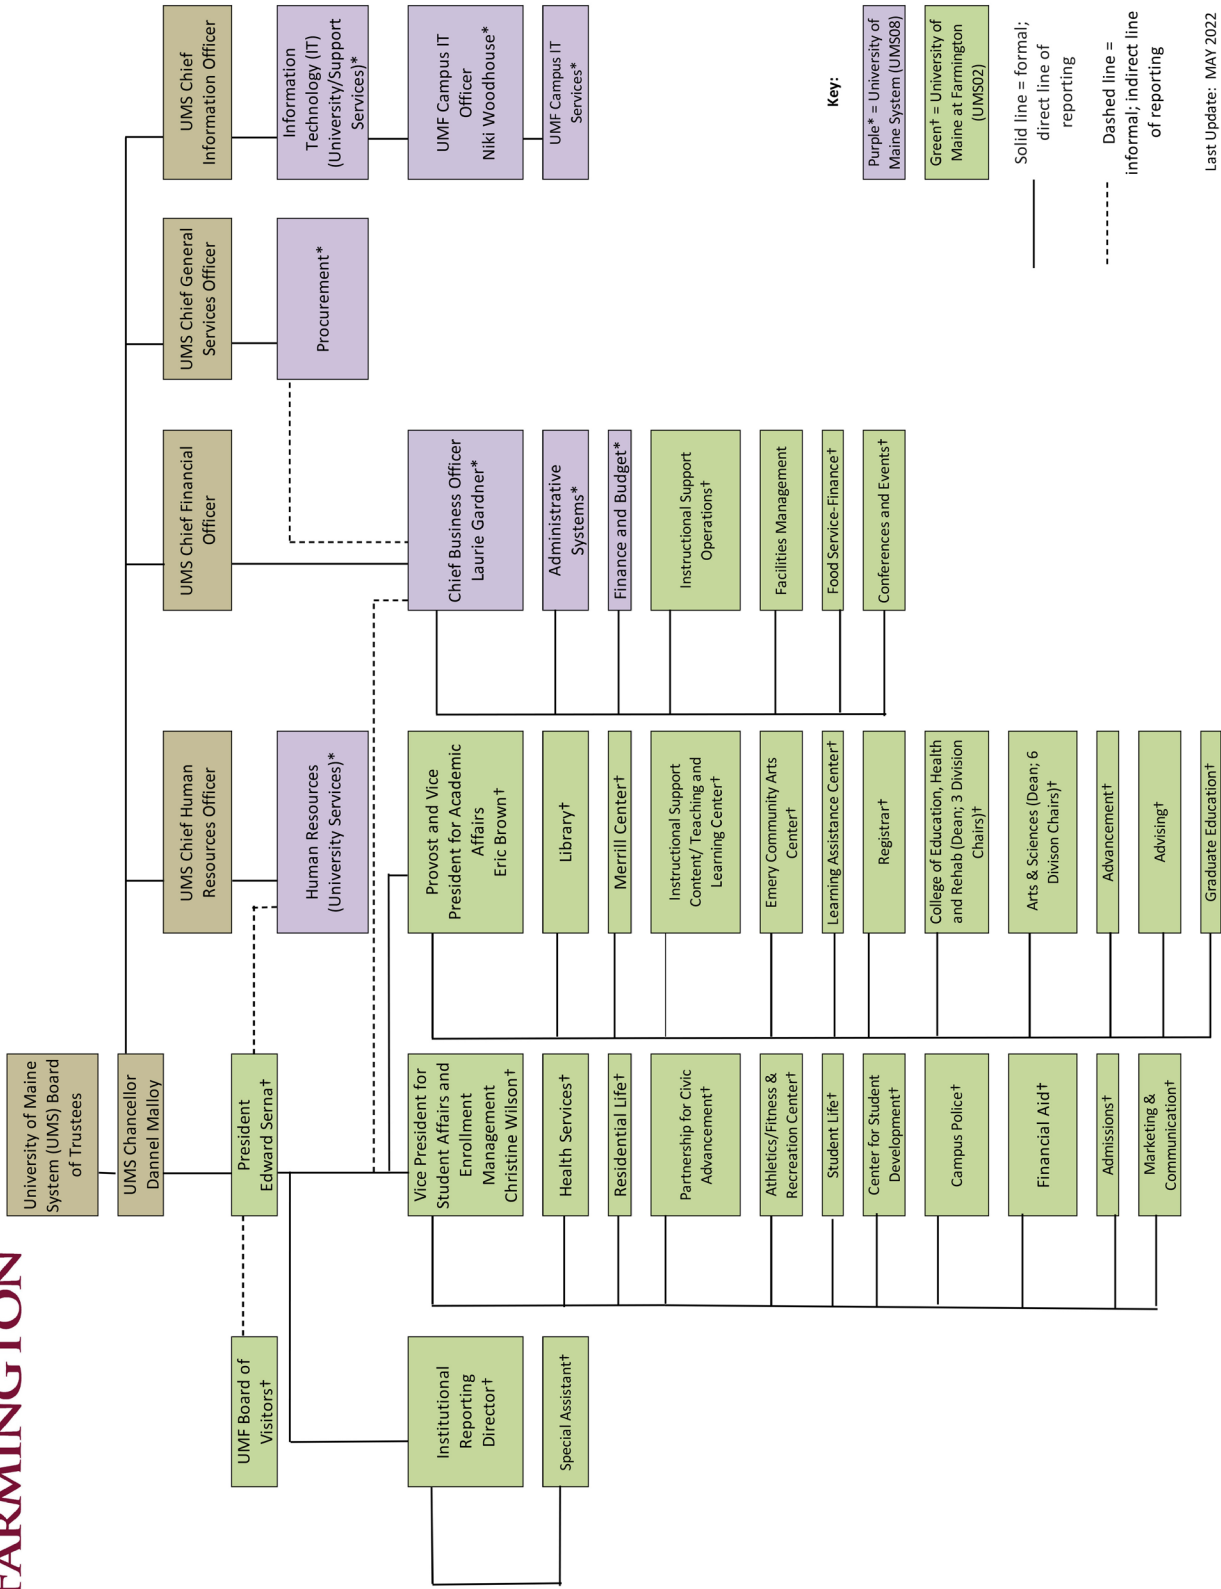 FARMINGTON
University of Maine
System (UMS) Board
of Trustees
UMS Chancellor
Dannel Malloy
UMS Chief Human
Resources Officer
UMS Chief Financial
Officer
UMS Chief General
Services Officer
UMS Chief
Information Officer
UMF Board of
Visitors†
President
Edward Serna†
Human Resources
(University Services)*
Procurement*
Information
Technology (IT)
(University/Support
Services)*
Institutional
Reporting
Director†
Special Assistant†
Vice President for
Student Affairs and
Enrollment
Management
Christine Wilson†
Health Services†
Residential Life†
Partnership for Civic
Advancement†
Athletics/Fitness &
Recreation Center†
Student Life†
Center for Student
Development†
Campus Police†
Financial Aid†
Admissions†
Marketing &
Communication†
Provost and Vice
President for Academic
Affairs
Eric Brown†
Library†
Merrill Center†
Instructional Support
Content/ Teaching and
Learning Center†
Emery Community Arts
Center†
Learning Assistance Center†
Registrar†
College of Education, Health
and Rehab (Dean; 3 Division
Chairs)†
Arts & Sciences (Dean; 6
Divison Chairs)†
Advancement†
Advising†
Graduate Education†
Chief Business Officer
Laurie Gardner*
Administrative
Systems*
Finance and Budget*
Instructional Support
Operations†
Facilities Management
Food Service-Finance†
Conferences and Events†
UMF Campus IT
Officer
Niki Woodhouse*
UMF Campus IT
Services*
Key:
Purple* = University of
Maine System (UMS08)
Green† = University of
Maine at Farmington
(UMS02)
Solid line = formal;
direct line of
reporting
Dashed line =
informal; indirect line
of reporting
Last Update: MAY 2022